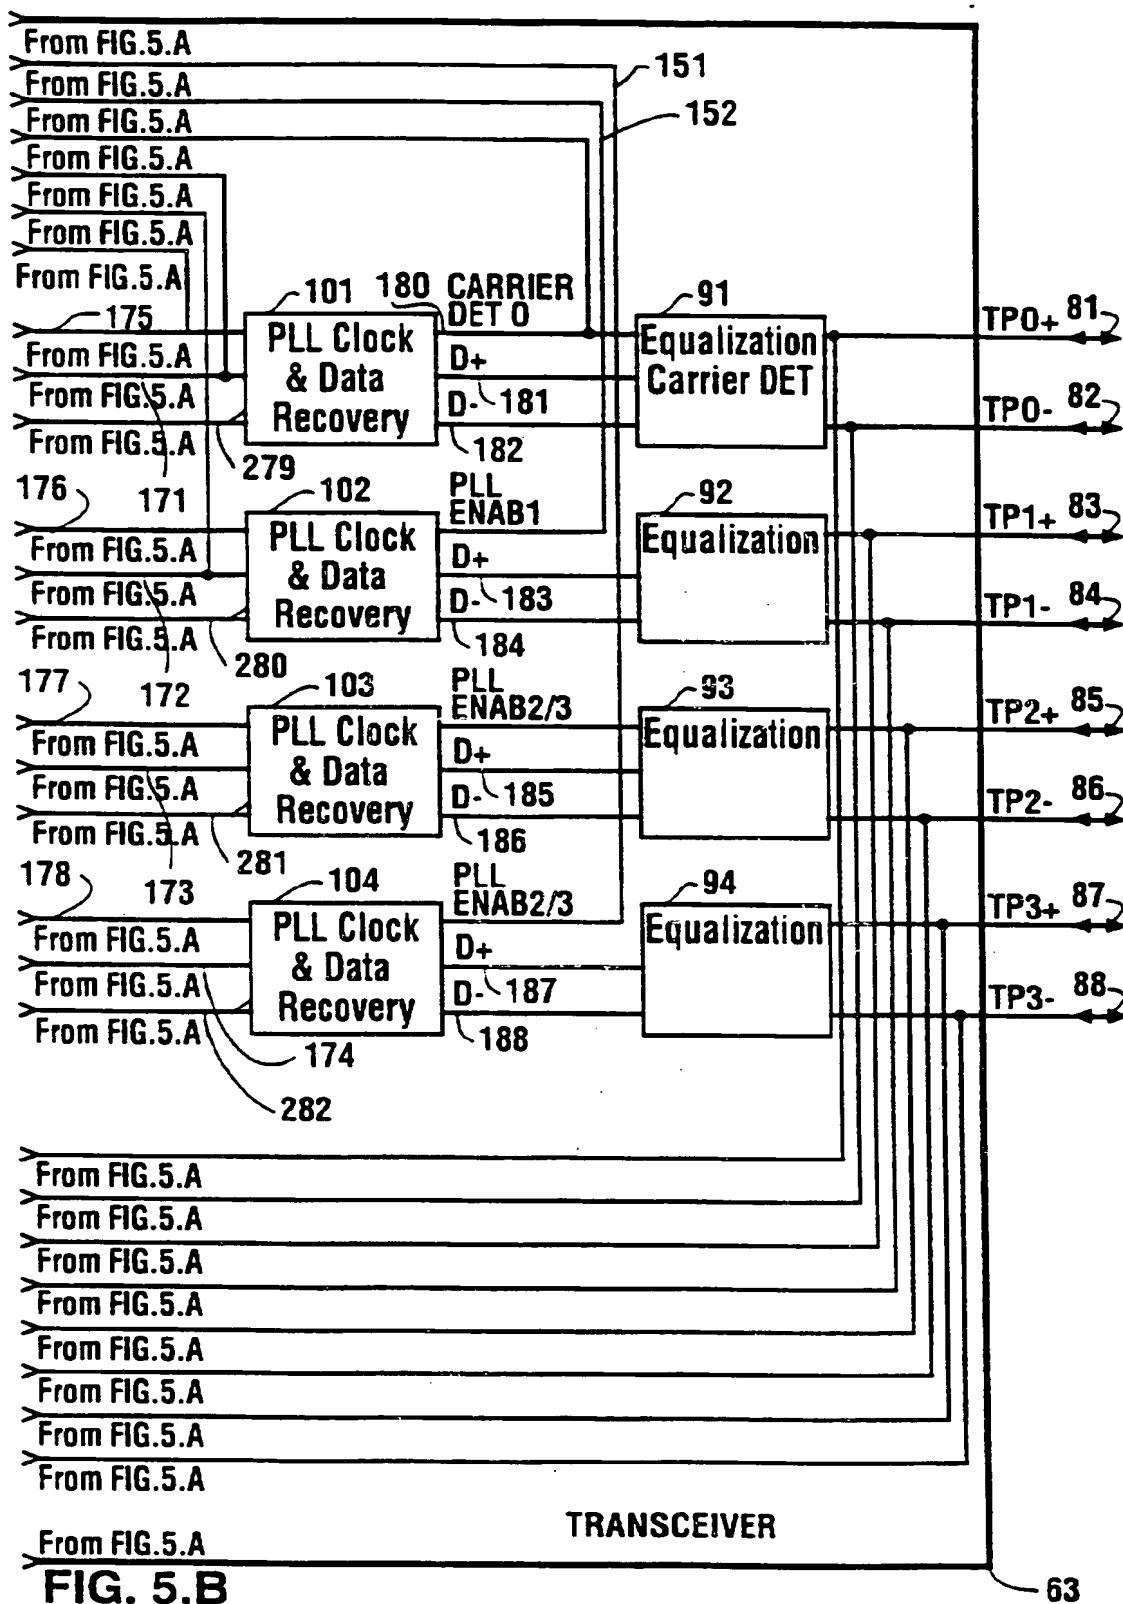 From FIG.5.A
151
From FIG.5.A
152
From FIG.5.A
From FIG.5.A
From FIG.5.A
From FIG.5.A
From FIG.5.A
101
180 CARRIER
DET 0
91
175
PLL Clock
& Data
Recovery
Equalization
Carrier DET
TP0+ 81
From FIG.5.A
D+
181
From FIG.5.A
D-
182
TP0- 82
From FIG.5.A
279
176
171
102
PLL
ENAB1
92
TP1+ 83
From FIG.5.A
PLL Clock
& Data
Recovery
D+
183
Equalization
From FIG.5.A
D-
184
TP1- 84
From FIG.5.A
280
177
172
103
PLL
ENAB2/3
93
TP2+ 85
From FIG.5.A
PLL Clock
& Data
Recovery
D+
185
Equalization
From FIG.5.A
D-
186
TP2- 86
From FIG.5.A
281
178
173
104
PLL
ENAB2/3
94
TP3+ 87
From FIG.5.A
PLL Clock
& Data
Recovery
D+
187
Equalization
From FIG.5.A
D-
188
TP3- 88
From FIG.5.A
174
282
From FIG.5.A
From FIG.5.A
From FIG.5.A
From FIG.5.A
From FIG.5.A
From FIG.5.A
From FIG.5.A
From FIG.5.A
TRANSCEIVER
From FIG.5.A
63
FIG. 5.B